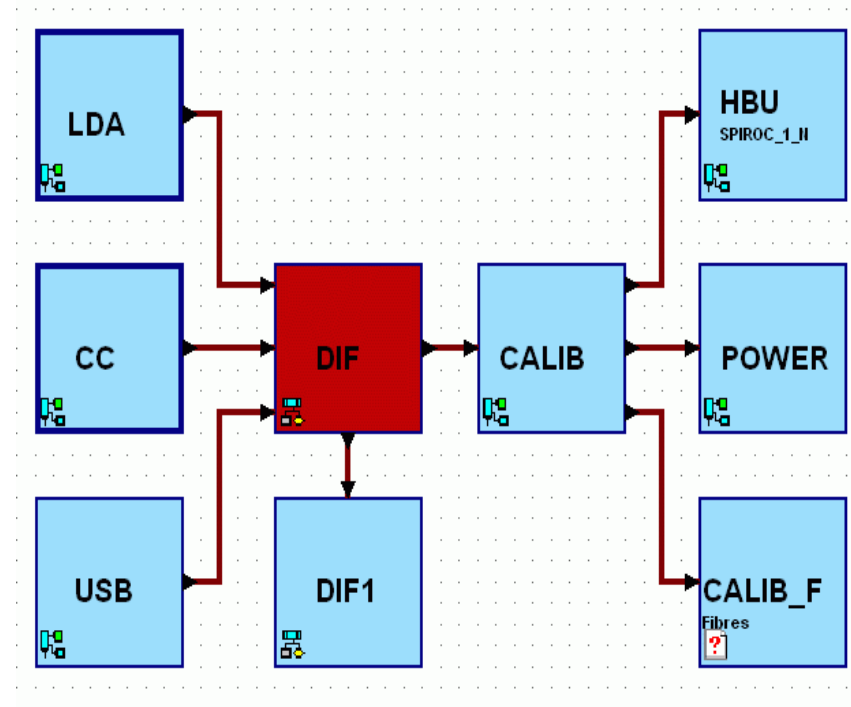 LDA
HBU
SPIROC_1_N
CC
DIF
CALIB
POWER
USB
DIF1
CALIB_F
Fibres
?